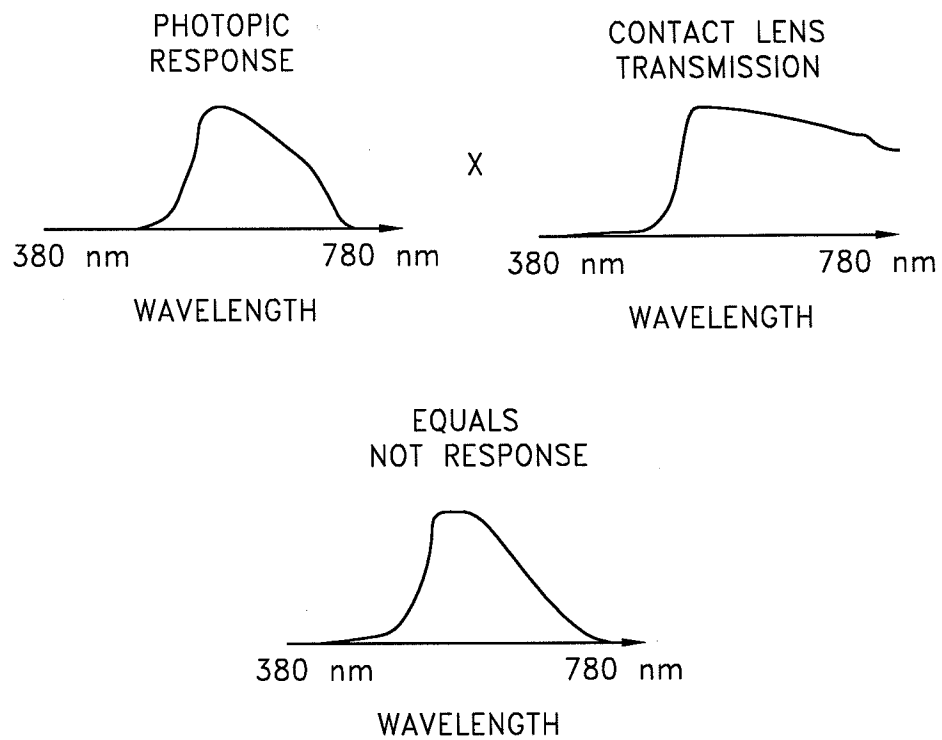 PHOTOPIC
RESPONSE
CONTACT LENS
TRANSMISSION
X
380 nm 780 nm
380 nm 780 nm
WAVELENGTH
WAVELENGTH
EQUALS
NOT RESPONSE
380 nm 780 nm
WAVELENGTH